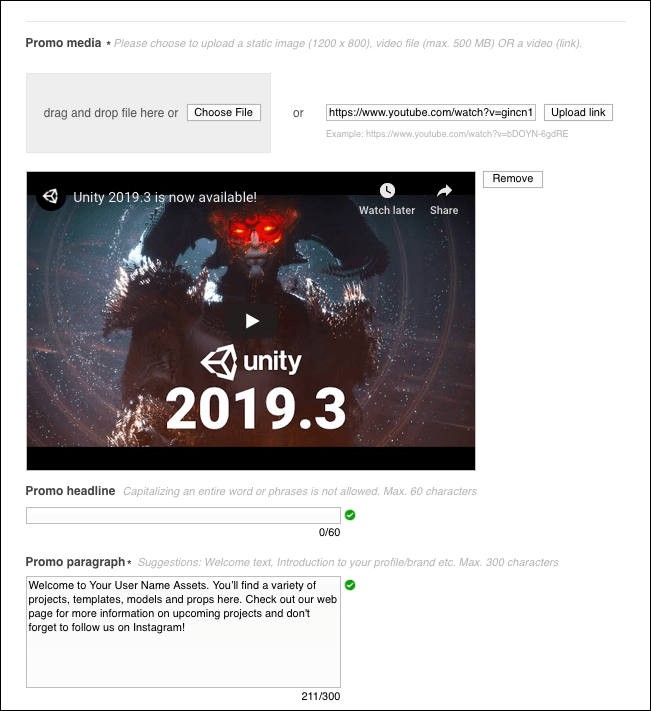 Promo media * Please choose to upload a static image (1200 x 800), video file (max. 500 MB) OR a video (link).
drag and drop file here or Choose File or https://www.youtube.com/watch?v=gincn1 Upload link
Example: https://www.youtube.com/watch?v=bDOYN-6gdRE
Unity 2019.3 is now available! Watch later Share Remove
unity
2019.3
Promo headline Capitalizing an entire word or phrases is not allowed. Max. 60 characters
0/60
Promo paragraph * Suggestions: Welcome text, Introduction to your profile/brand etc. Max. 300 characters
Welcome to Your User Name Assets. You'll find a variety of
projects, templates, models and props here. Check out our web
page for more information on upcoming projects and don't
forget to follow us on Instagram!
211/300